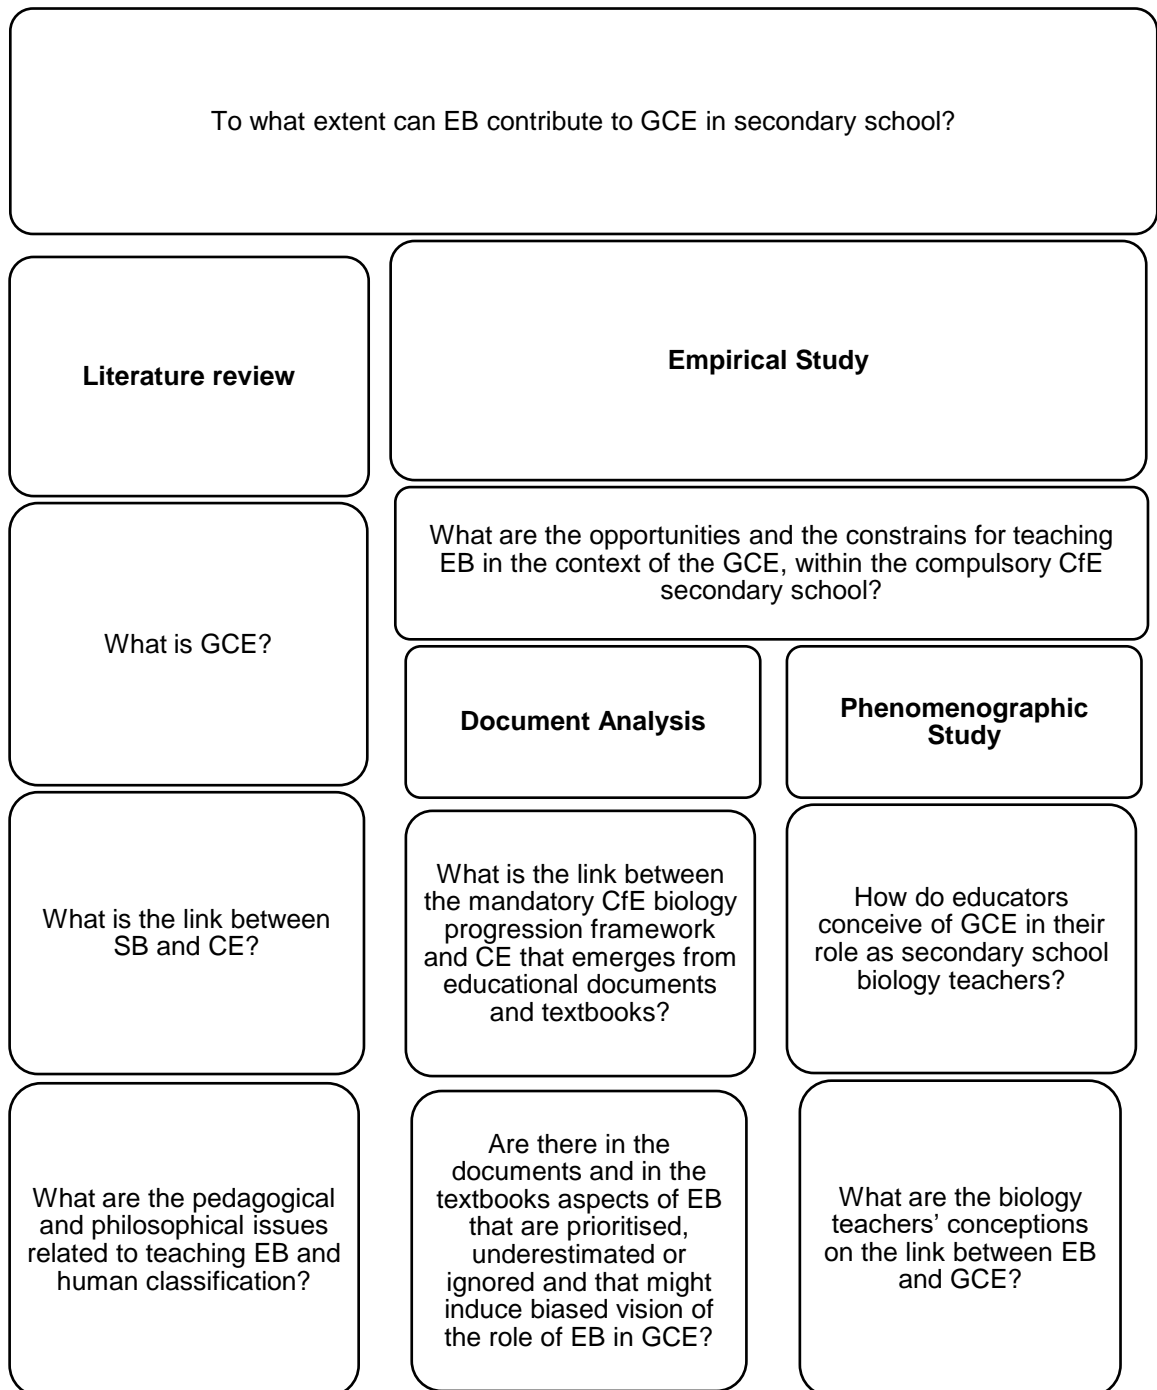 To what extent can EB contribute to GCE in secondary school?
Literature review
Empirical Study
What is GCE?
What are the opportunities and the constrains for teaching
EB in the context of the GCE, within the compulsory CfE
secondary school?
Document Analysis
Phenomenographic
Study
What is the link between
SB and CE?
What is the link between
the mandatory CfE biology
progression framework
and CE that emerges from
educational documents
and textbooks?
How do educators
conceive of GCE in their
role as secondary school
biology teachers?
What are the pedagogical
and philosophical issues
related to teaching EB and
human classification?
Are there in the
documents and in the
textbooks aspects of EB
that are prioritised,
underestimated or
ignored and that might
induce biased vision of
the role of EB in GCE?
What are the biology
teachers’ conceptions
on the link between EB
and GCE?